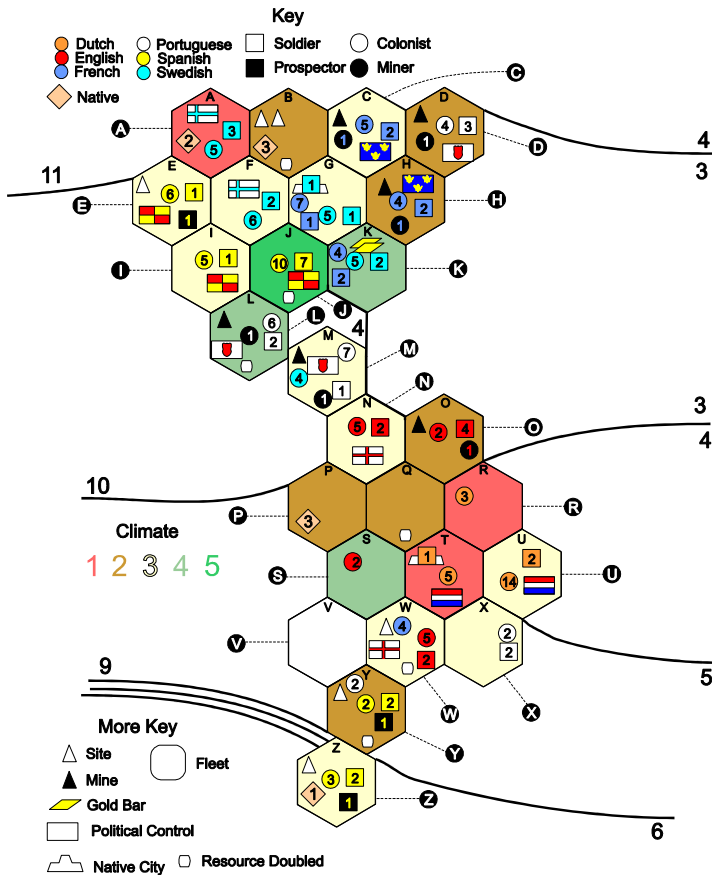 Key
Dutch Portuguese Soldier Colonist
English Spanish Prospector Miner
French Swedish
Native
C
A B C D
A 2 3 5 3 1 5 2 1 4 3 D 4
3
11
E F G H
E 6 1 1 2 6 1 7 1 5 1 4 2 1 H
I J K
I 5 1 10 7 4 5 2 2 K
L J
L 1 6 2 4
M
7 4 1 1 M
N
N O
5 2 2 4 1 O 3
4
10
P Q R
P 3 3 R
Climate
1 2 3 4 5
S T U
S 2 1 5 2 14 U
V W X
V 4 5 2 2 2
9 5
Y W X
More Key 2 2 2 1 Y
Site Fleet
Z
Mine 3 2 1 1 Z
Gold Bar
Political Control 6
Native City Resource Doubled